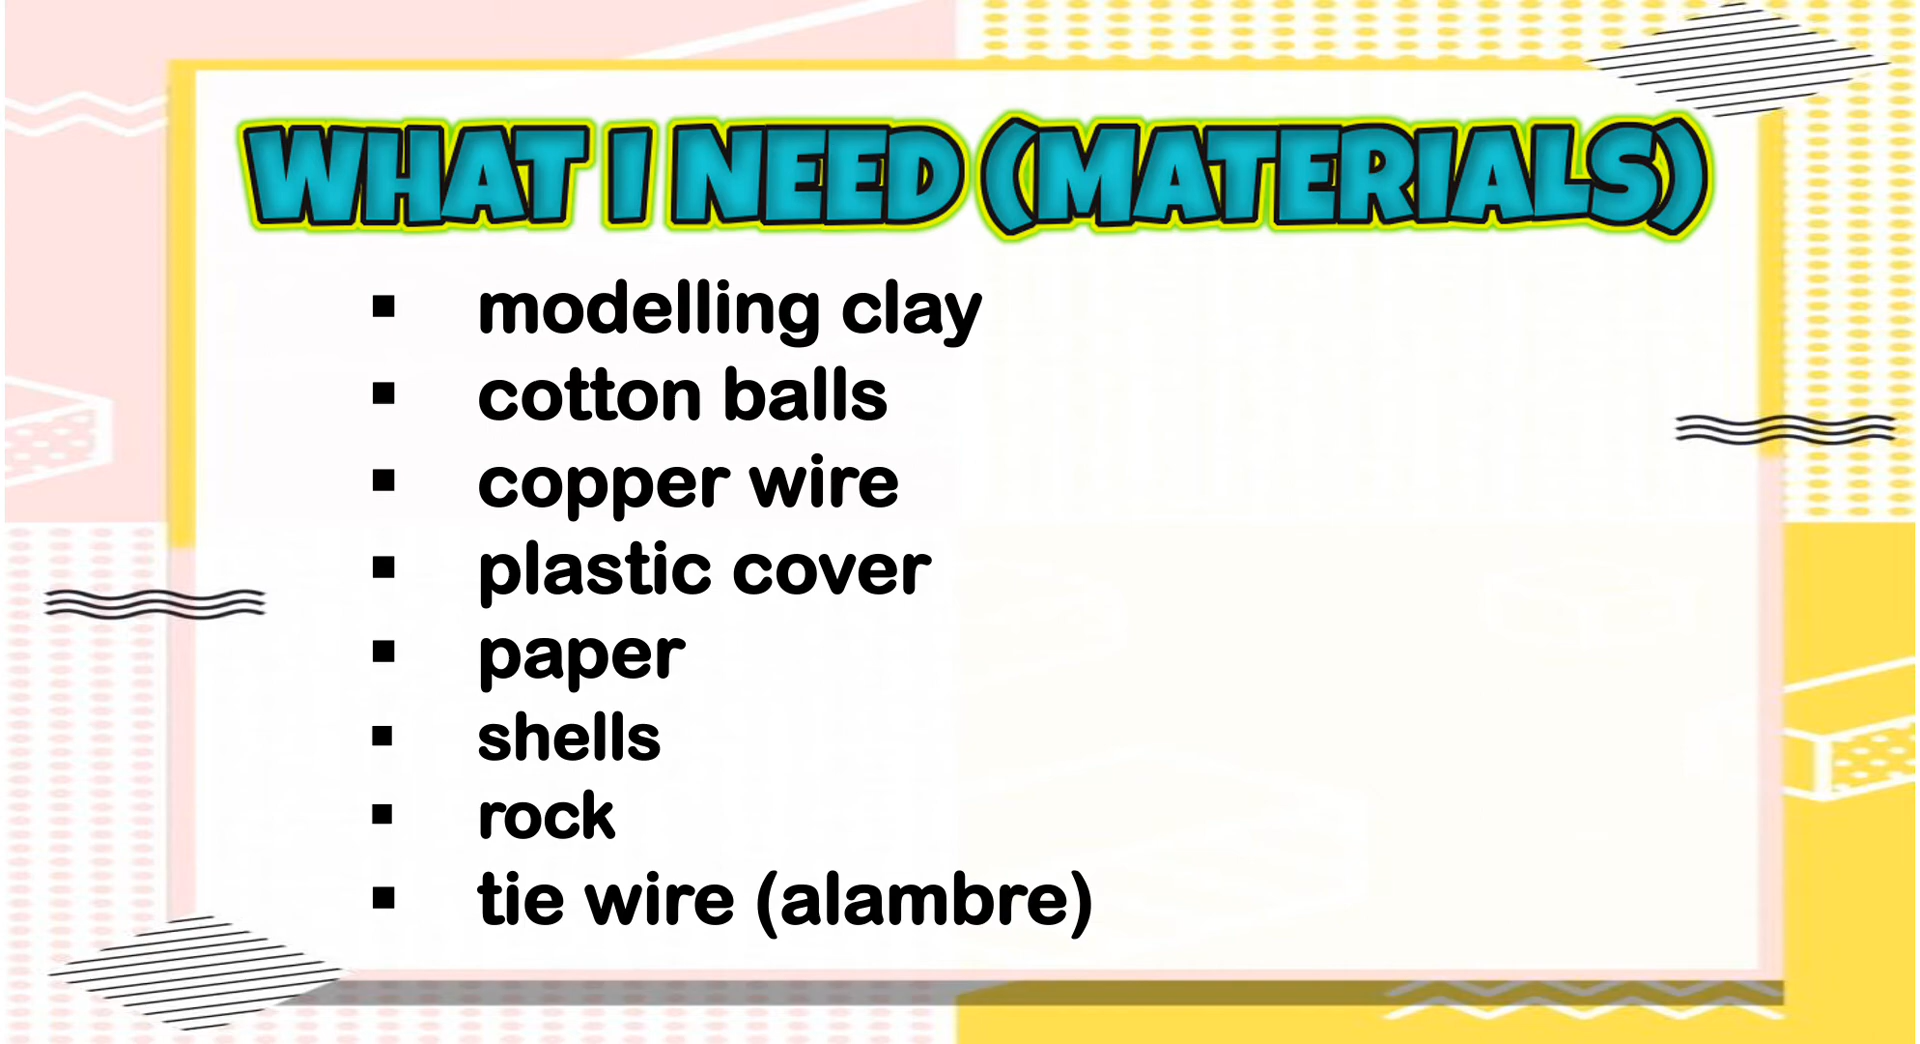 WHAT I NEED (MATERIALS)
▪ modelling clay
▪ cotton balls
▪ copper wire
▪ plastic cover
▪ paper
▪ shells
▪ rock
▪ tie wire (alambre)